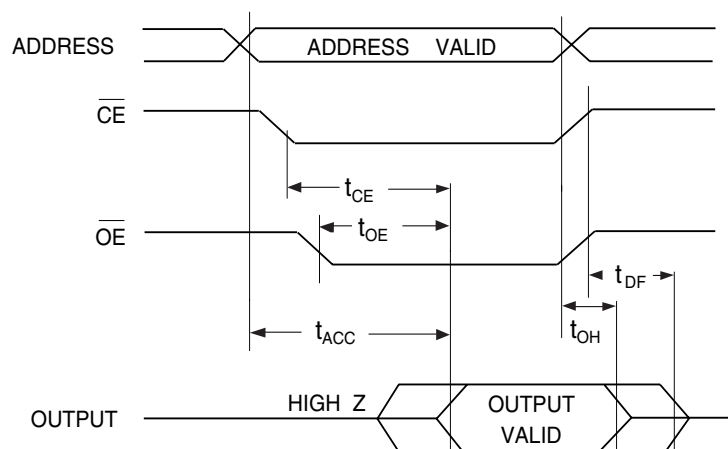 ADDRESS ADDRESS VALID
CE
tCE
OE
tOE
tDF
tACC
tOH
HIGH Z
OUTPUT OUTPUT
VALID